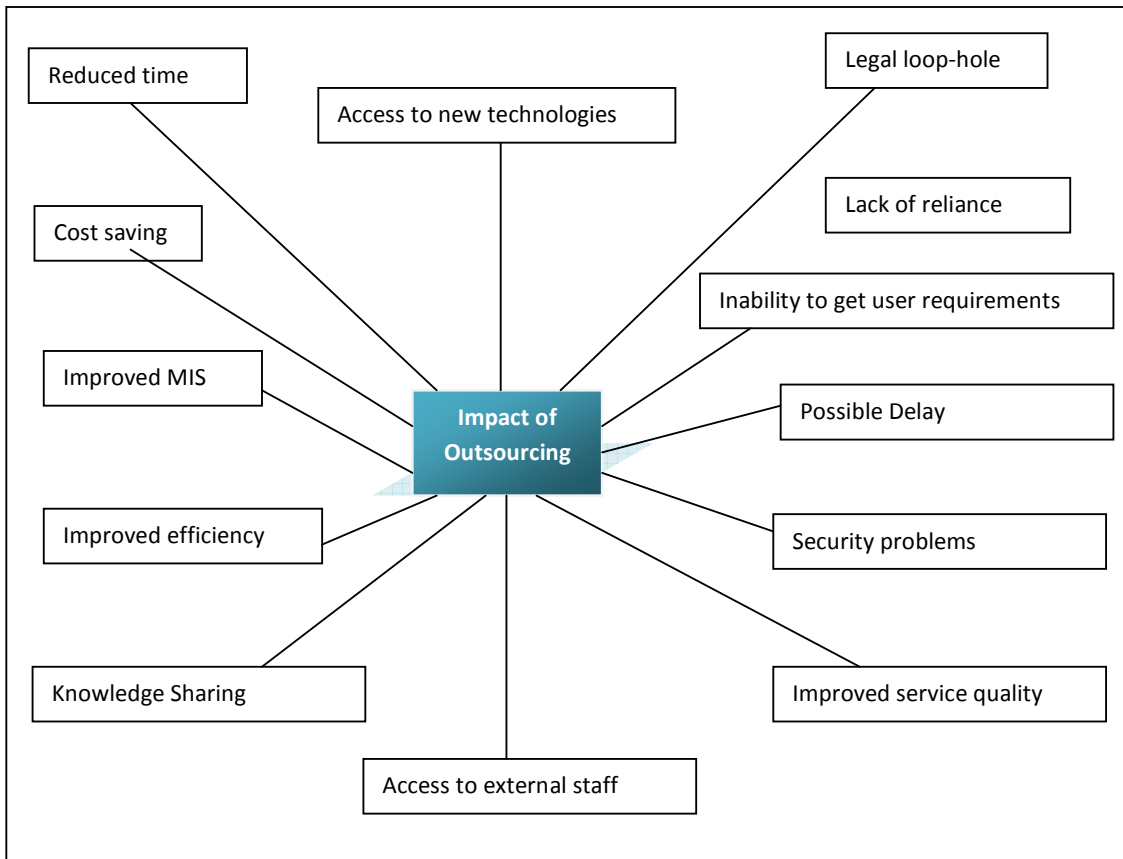 Reduced time
Legal loop-hole
Access to new technologies
Lack of reliance
Cost saving
Inability to get user requirements
Improved MIS
Possible Delay
Impact of
Outsourcing
Improved efficiency
Security problems
Knowledge Sharing
Improved service quality
Access to external staff